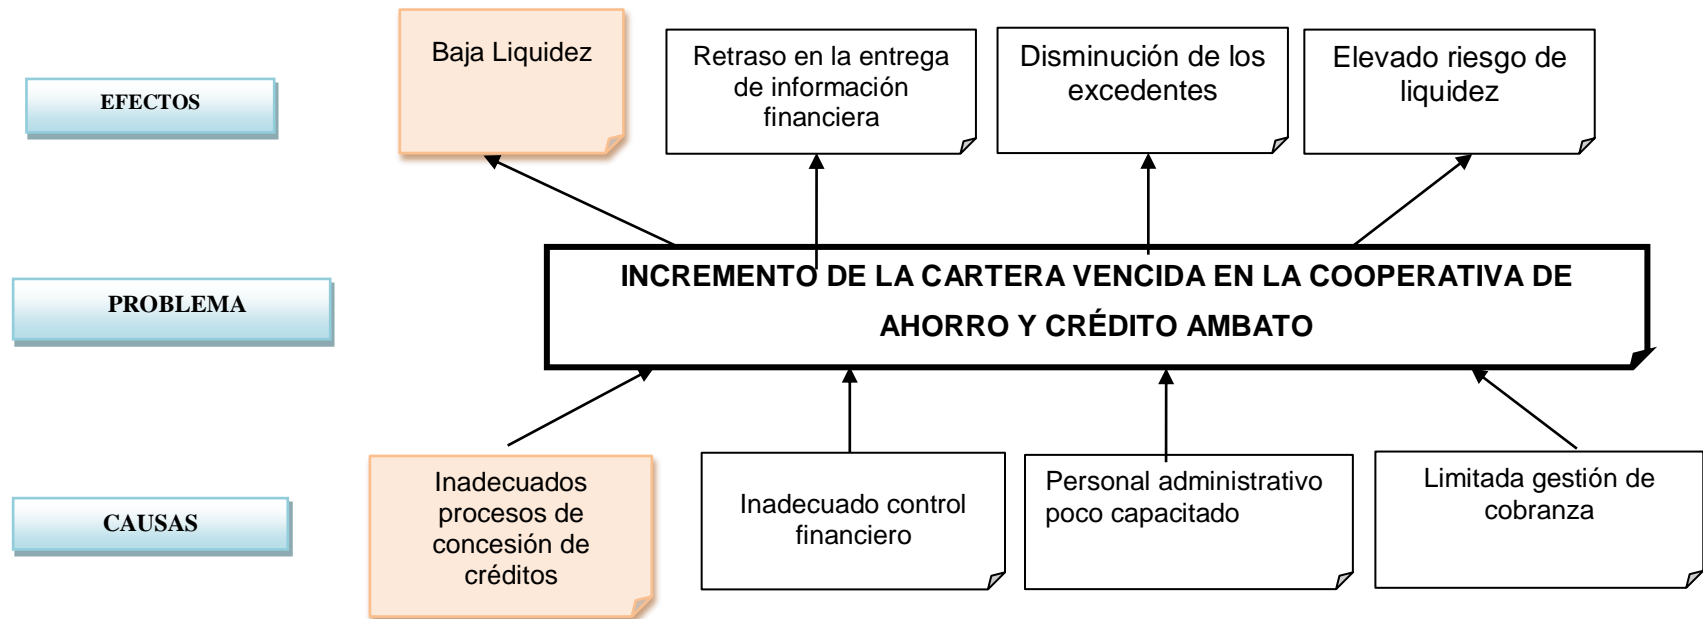 EFECTOS
Baja Liquidez
Retraso en la entrega
de información
financiera
Disminución de los
excedentes
Elevado riesgo de
liquidez
PROBLEMA
INCREMENTO DE LA CARTERA VENCIDA EN LA COOPERATIVA DE
AHORRO Y CRÉDITO AMBATO
CAUSAS
Inadecuados
procesos de
concesión de
créditos
Inadecuado control
financiero
Personal administrativo
poco capacitado
Limitada gestión de
cobranza